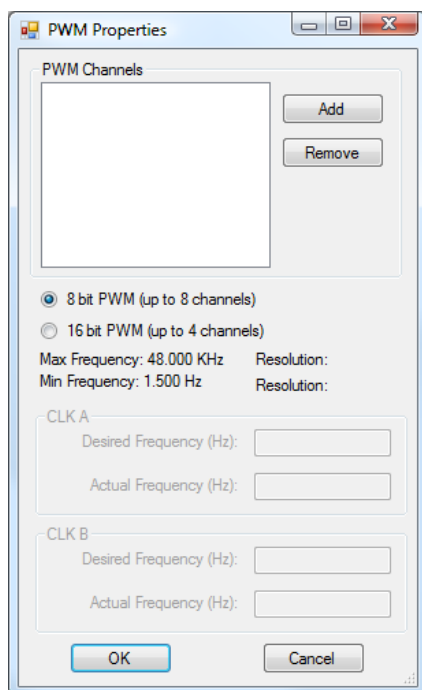 PWM Properties
PWM Channels
Add
Remove
8 bit PWM (up to 8 channels)
16 bit PWM (up to 4 channels)
Max Frequency: 48.000 KHz Resolution:
Min Frequency: 1.500 Hz Resolution:
CLK A
Desired Frequency (Hz):
Actual Frequency (Hz):
CLK B
Desired Frequency (Hz):
Actual Frequency (Hz):
OK Cancel